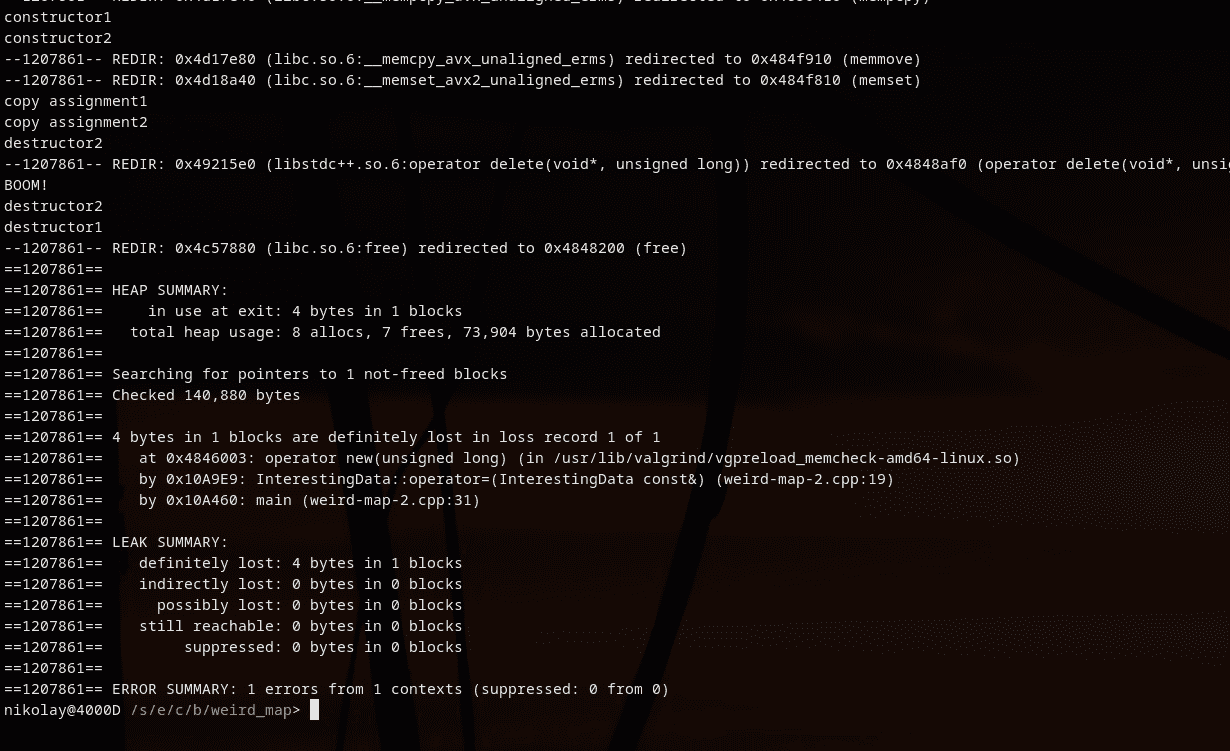 constructor1
constructor2
--1207861-- REDIR: 0x4d17e80 (libc.so.6:__memcpy_avx_unaligned_erms) redirected to 0x484f910 (memmove)
--1207861-- REDIR: 0x4d18a40 (libc.so.6:__memset_avx2_unaligned_erms) redirected to 0x484f810 (memset)
copy assignment1
copy assignment2
destructor2
--1207861-- REDIR: 0x49215e0 (libstdc++.so.6:operator delete(void*, unsigned long)) redirected to 0x4848af0 (operator delete(void*, unsi
BOOM!
destructor2
destructor1
--1207861-- REDIR: 0x4c57880 (libc.so.6:free) redirected to 0x4848200 (free)
==1207861==
==1207861== HEAP SUMMARY:
==1207861==     in use at exit: 4 bytes in 1 blocks
==1207861==   total heap usage: 8 allocs, 7 frees, 73,904 bytes allocated
==1207861==
==1207861== Searching for pointers to 1 not-freed blocks
==1207861== Checked 140,880 bytes
==1207861==
==1207861== 4 bytes in 1 blocks are definitely lost in loss record 1 of 1
==1207861==    at 0x4846003: operator new(unsigned long) (in /usr/lib/valgrind/vgpreload_memcheck-amd64-linux.so)
==1207861==    by 0x10A9E9: InterestingData::operator=(InterestingData const&) (weird-map-2.cpp:19)
==1207861==    by 0x10A460: main (weird-map-2.cpp:31)
==1207861==
==1207861== LEAK SUMMARY:
==1207861==    definitely lost: 4 bytes in 1 blocks
==1207861==    indirectly lost: 0 bytes in 0 blocks
==1207861==      possibly lost: 0 bytes in 0 blocks
==1207861==    still reachable: 0 bytes in 0 blocks
==1207861==         suppressed: 0 bytes in 0 blocks
==1207861==
==1207861== ERROR SUMMARY: 1 errors from 1 contexts (suppressed: 0 from 0)
nikolay@4000D /s/e/c/b/weird_map>